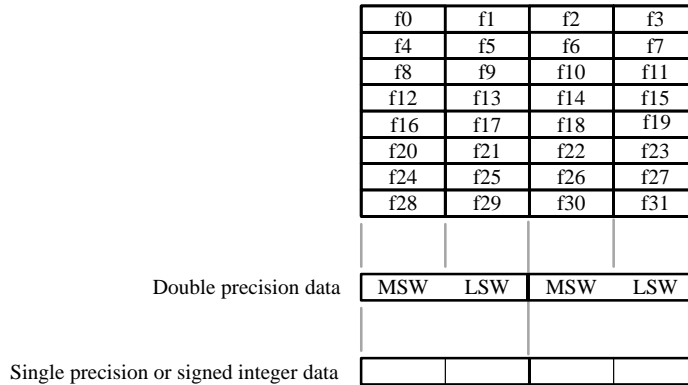 f0 f1 f2 f3
f4 f5 f6 f7
f8 f9 f10 f11
f12 f13 f14 f15
f16 f17 f18 f19
f20 f21 f22 f23
f24 f25 f26 f27
f28 f29 f30 f31
Double precision data MSW LSW MSW LSW
Single precision or signed integer data